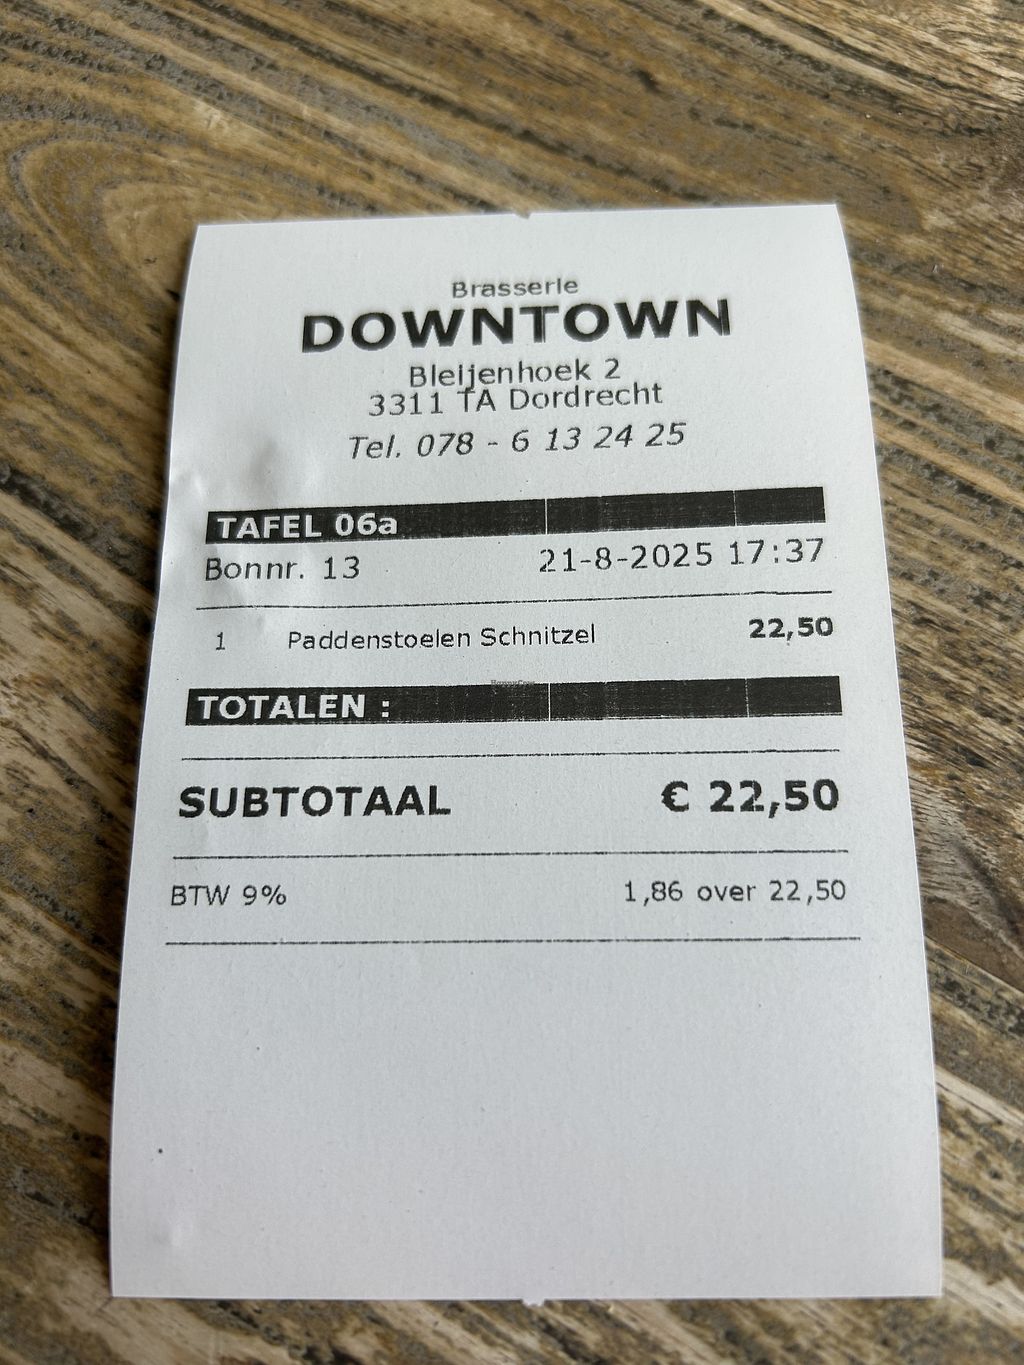 Brasserie
DOWNTOWN
Bleijenhoek 2
3311 TA Dordrecht
Tel. 078 - 6 13 24 25
TAFEL 06a
Bonnr. 13 21-8-2025 17:37
1 Paddenstoelen Schnitzel 22,50
TOTALEN :
SUBTOTAAL € 22,50
BTW 9% 1,86 over 22,50